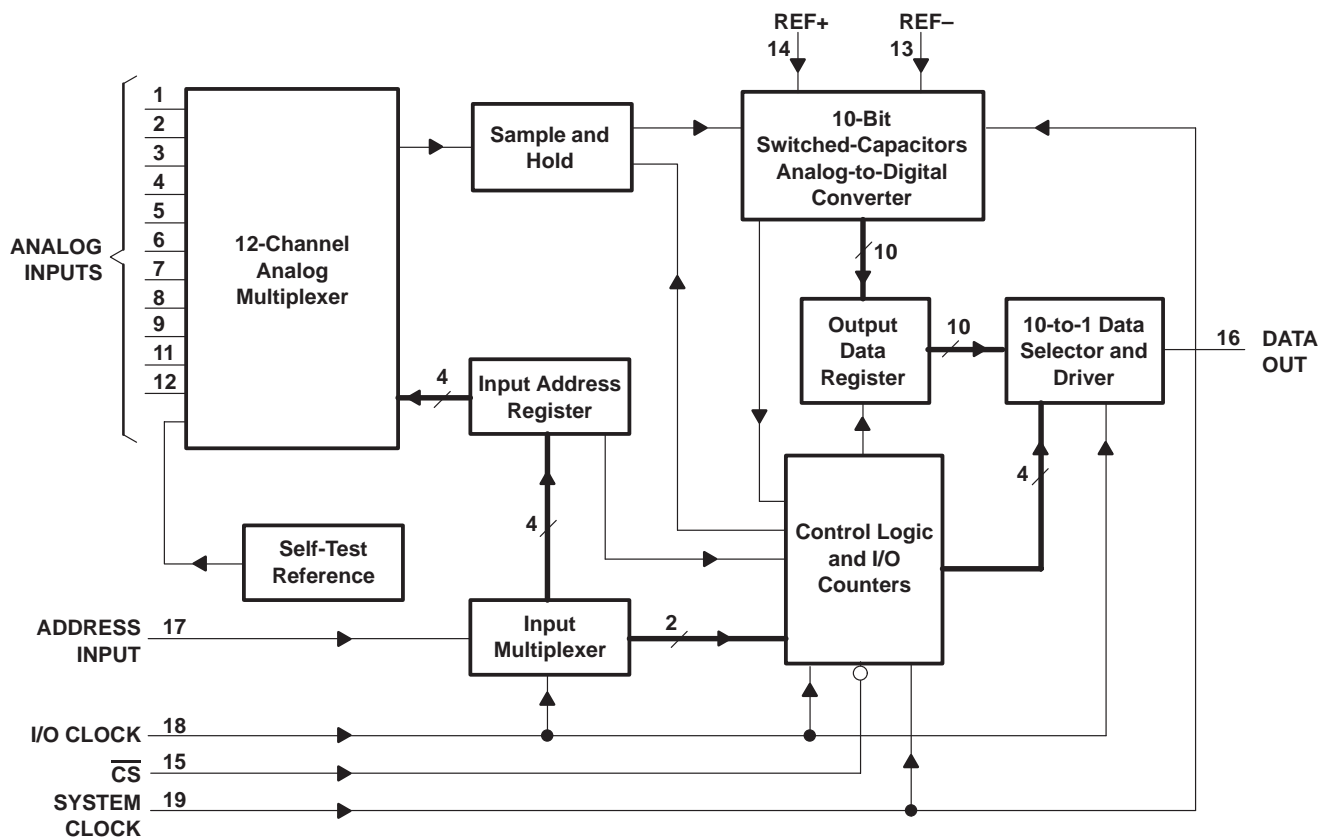 REF+
REF–
14
13
1
2
3
4
5
6
7
8
9
11
12
ANALOG
INPUTS
12-Channel
Analog
Multiplexer
Sample and
Hold
10-Bit
Switched-Capacitors
Analog-to-Digital
Converter
10
Output
Data
Register
10
10-to-1 Data
Selector and
Driver
16
DATA
OUT
4
Input Address
Register
4
4
Self-Test
Reference
Control Logic
and I/O
Counters
ADDRESS
INPUT
17
Input
Multiplexer
2
I/O CLOCK
18
CS
15
SYSTEM
CLOCK
19